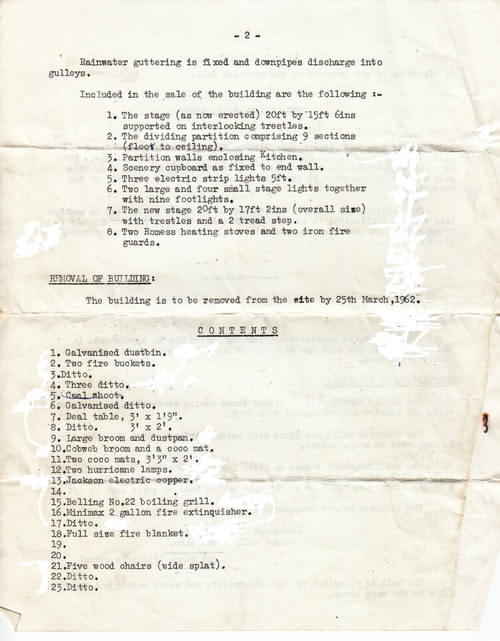 - 2 -
Rainwater guttering is fixed and downpipes discharge into
gulleys.
Included in the sale of the building are the following :-
1. The stage (as now erected) 20ft by 15ft 6ins
supported on interlocking trestles.
2. The dividing partition comprising 9 sections
(floor to ceiling).
3. Partition walls enclosing Kitchen.
4. Scenery cupboard as fixed to end wall.
5. Three electric strip lights 5ft.
6. Two large and four small stage lights together
with nine footlights.
7. The new stage 20ft by 17ft 2ins (overall size)
with trestles and a 2 tread step.
8. Two Romess heating stoves and two iron fire
guards.
REMOVAL OF BUILDING:
The building is to be removed from the site by 25th March, 1962.
CONTENTS
1. Galvanised dustbin.
2. Two fire buckets.
3. Ditto.
4. Three ditto.
5. Coal shoot.
6. Galvanised ditto.
7. Deal table, 3' x 1'9".
8. Ditto. 3' x 2'.
9. Large broom and dustpan.
10. Cobweb broom and a coco mat.
11. Two coco mats, 3'3" x 2'.
12. Two hurricane lamps.
13. Jackson electric copper.
14.
15. Belling No.22 boiling grill.
16. Minimax 2 gallon fire extinquisher.
17. Ditto.
18. Full size fire blanket.
19.
20.
21. Five wood chairs (wide splat).
22. Ditto.
23. Ditto.